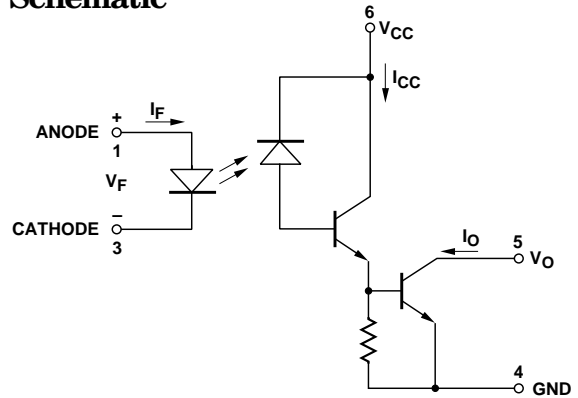 Schematic
6
VCC
ICC
IF
+
ANODE
1
VF
–
CATHODE
3
IO
5
VO
4
GND